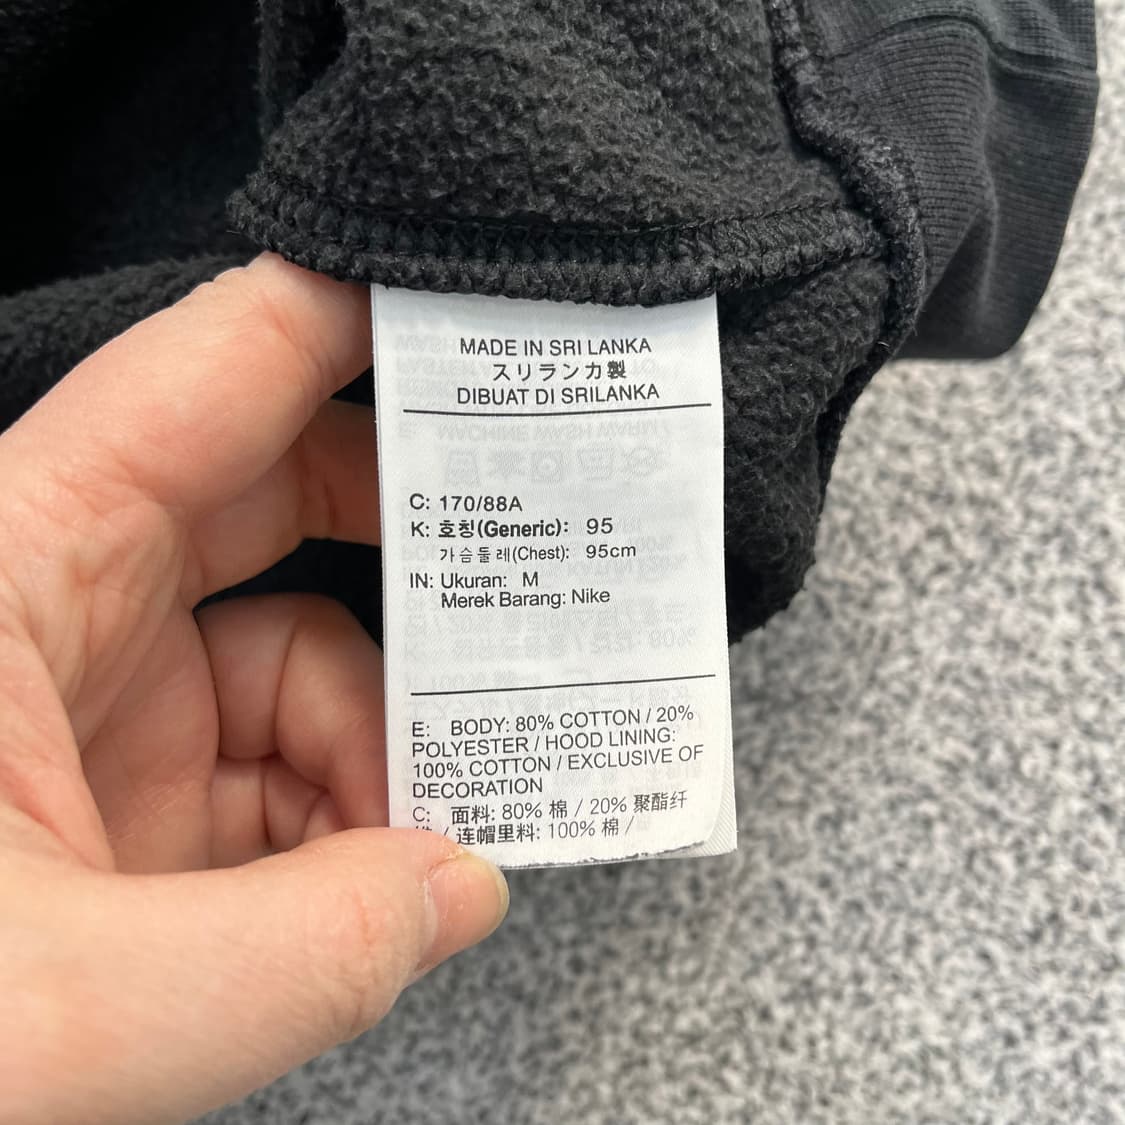 MADE IN SRI LANKA
スリランカ製
DIBUAT DI SRILANKA
C: 170/88A
K: 호칭(Generic): 95
가슴둘레(Chest): 95cm
IN: Ukuran: M
Merek Barang: Nike
E: BODY: 80% COTTON / 20%
POLYESTER / HOOD LINING:
100% COTTON / EXCLUSIVE OF
DECORATION
C: 面料: 80% 棉 / 20% 聚酯纤
/ 连帽里料: 100% 棉 /